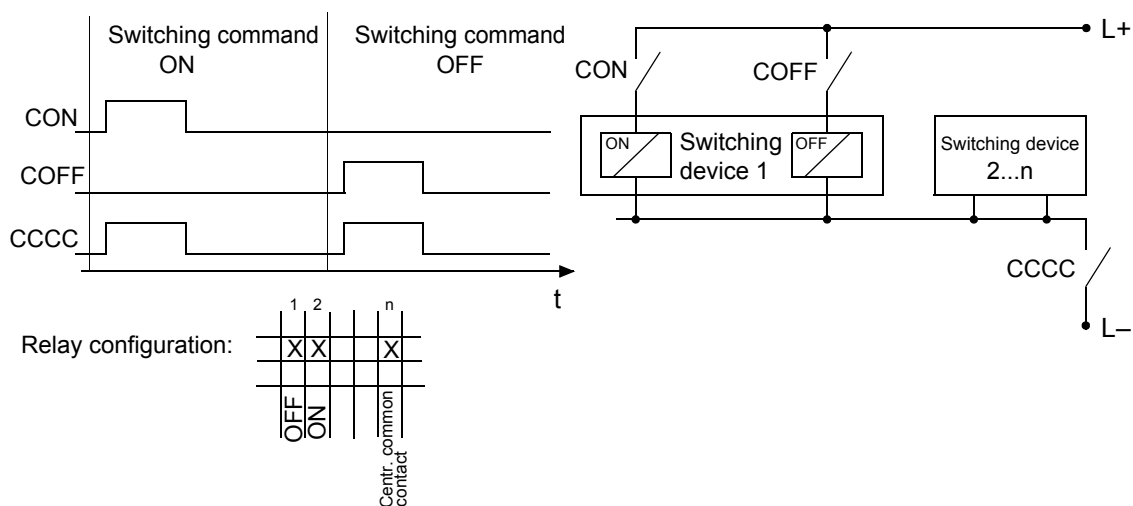 Switching command
ON
Switching command
OFF
CON
COFF
CCCC
t
L+
CON
COFF
ON
Switching
device 1
OFF
Switching device
2...n
CCCC
L–
Relay configuration:
1 2 n
X X X
OFF
ON
Centr. common
contact